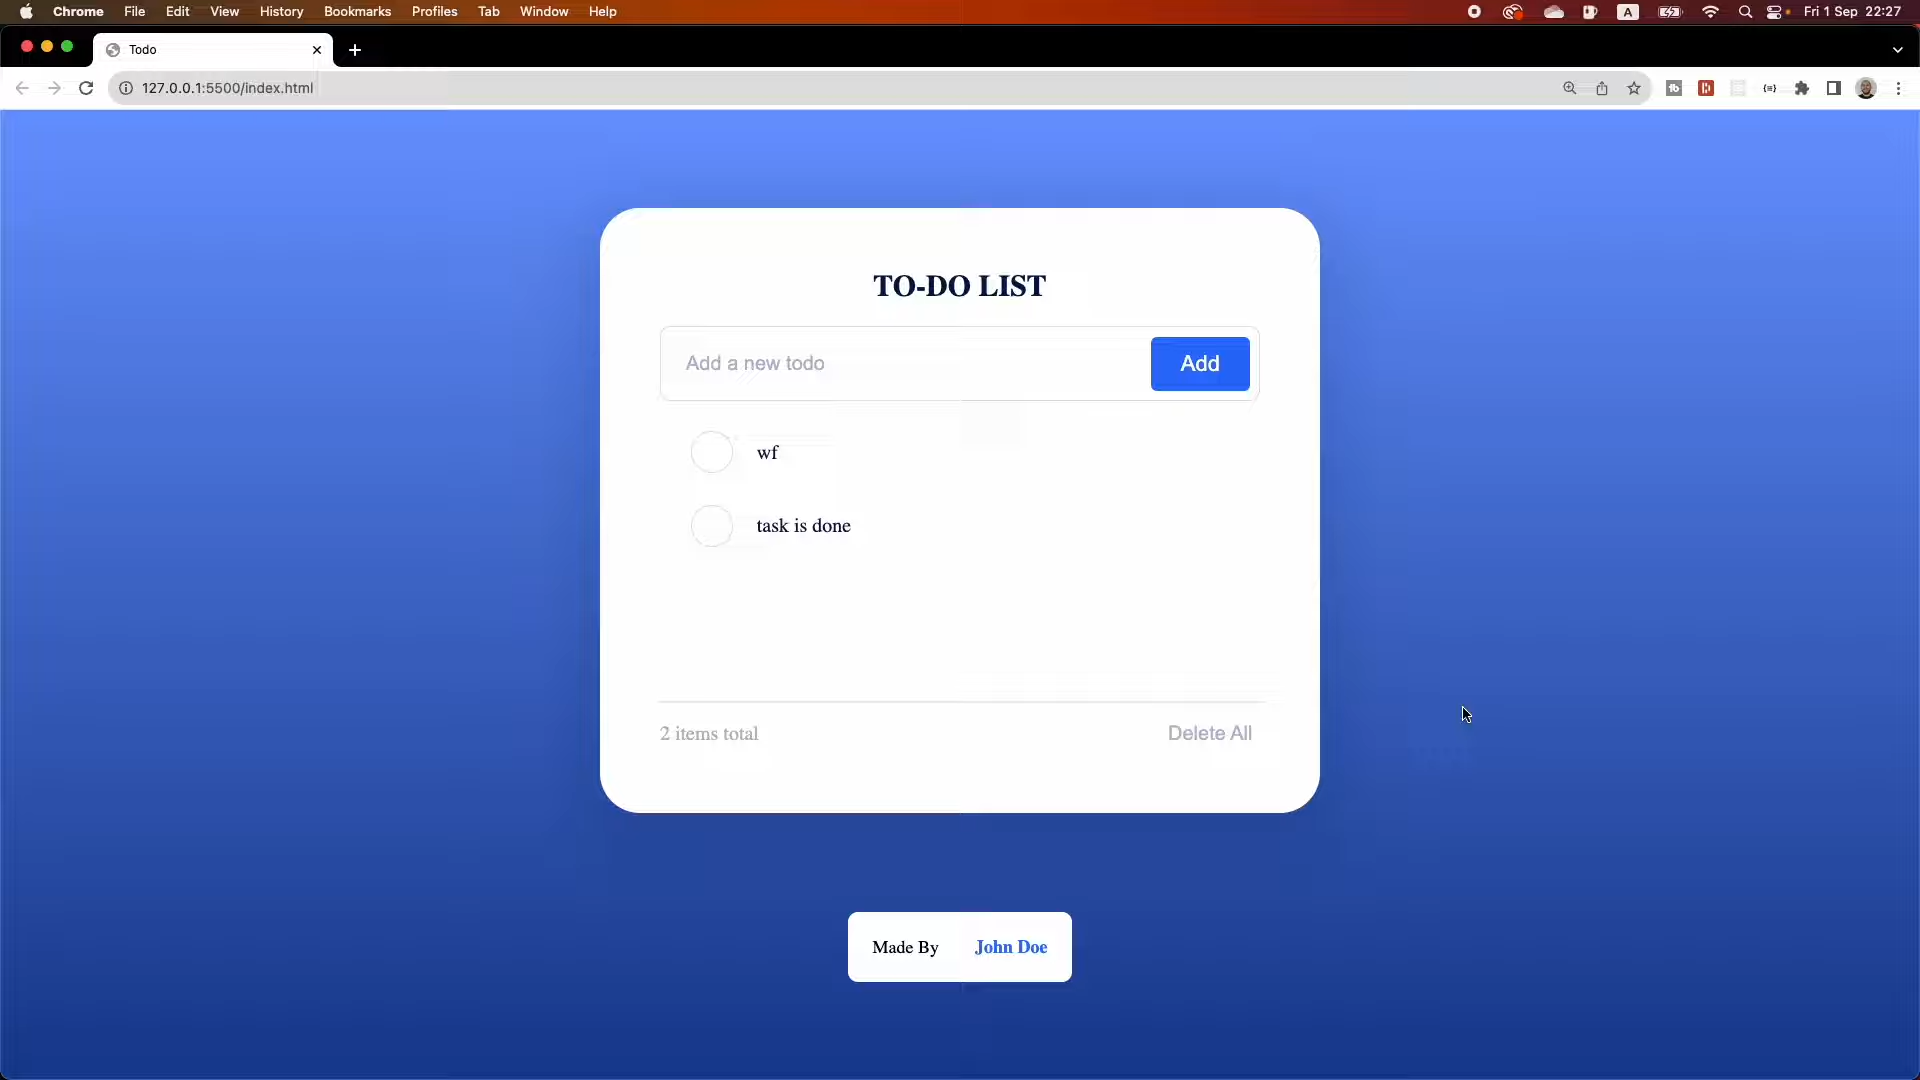 Chrome File Edit View History Bookmarks Profiles Tab Window Help A Fri 1 Sep 22:27
Todo
127.0.0.1:5500/index.html
TO-DO LIST
Add a new todo Add
wf
task is done
2 items total Delete All
Made By John Doe